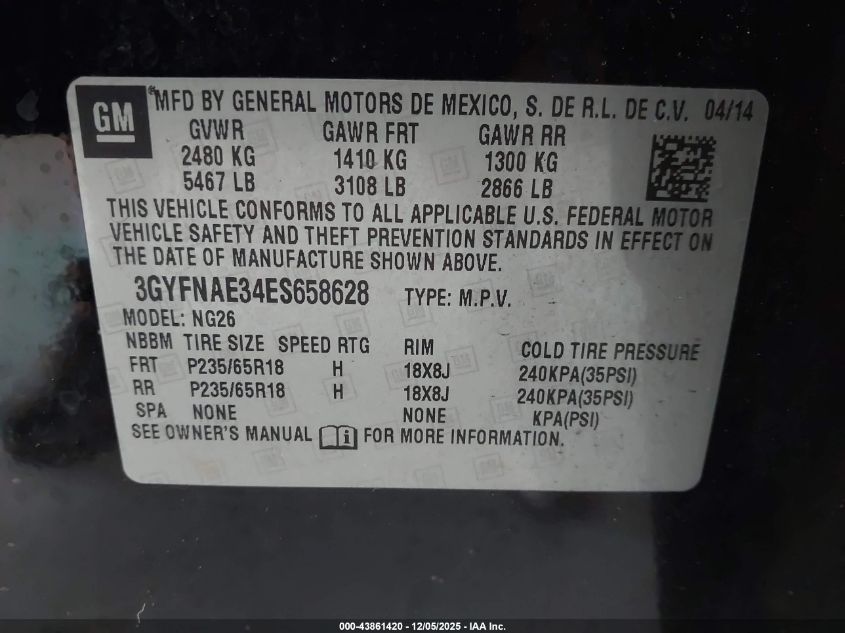 GM
MFD BY GENERAL MOTORS DE MEXICO, S. DE R.L. DE C.V. 04/14
GVWR GAWR FRT GAWR RR
2480 KG 1410 KG 1300 KG
5467 LB 3108 LB 2866 LB
THIS VEHICLE CONFORMS TO ALL APPLICABLE U.S. FEDERAL MOTOR
VEHICLE SAFETY AND THEFT PREVENTION STANDARDS IN EFFECT ON
THE DATE OF MANUFACTURE SHOWN ABOVE.
3GYFNAE34ES658628 TYPE: M.P.V.
MODEL: NG26
NBBM TIRE SIZE SPEED RTG RIM COLD TIRE PRESSURE
FRT P235/65R18 H 18X8J 240KPA(35PSI)
RR P235/65R18 H 18X8J 240KPA(35PSI)
SPA NONE NONE KPA(PSI)
SEE OWNER'S MANUAL FOR MORE INFORMATION.
000-43861420 - 12/05/2025 - IAA Inc.